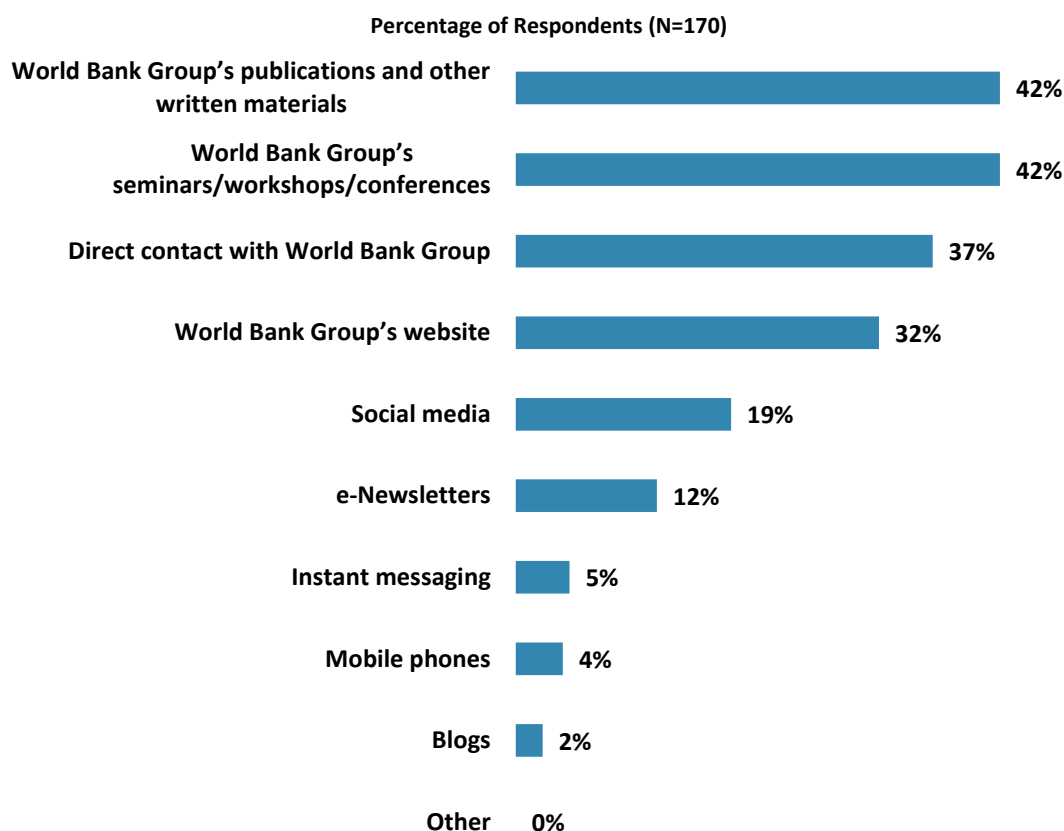 Percentage of Respondents (N=170)
World Bank Group’s publications and other
written materials
42%
World Bank Group’s
seminars/workshops/conferences
42%
Direct contact with World Bank Group
37%
World Bank Group’s website
32%
Social media
19%
e-Newsletters
12%
Instant messaging
5%
Mobile phones
4%
Blogs
2%
Other
0%